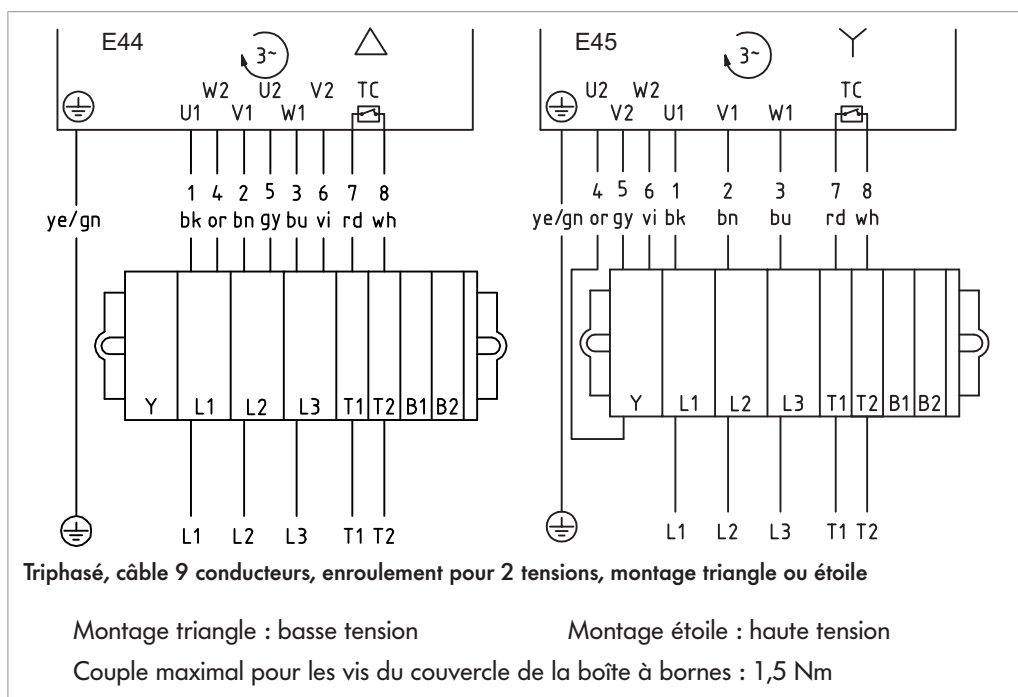 E44 3~ E45 3~
W2 U2 V2 TC U2 W2 TC
U1 V1 W1 V2 U1 V1 W1
1 4 2 5 3 6 7 8 4 5 6 1 2 3 7 8
ye/gn bk or bn gy bu vi rd wh ye/gn or gy vi bk bn bu rd wh
Y L1 L2 L3 T1 T2 B1 B2 Y L1 L2 L3 T1 T2 B1 B2
L1 L2 L3 T1 T2 L1 L2 L3 T1 T2
Triphasé, câble 9 conducteurs, enroulement pour 2 tensions, montage triangle ou étoile
Montage triangle : basse tension Montage étoile : haute tension
Couple maximal pour les vis du couvercle de la boîte à bornes : 1,5 Nm